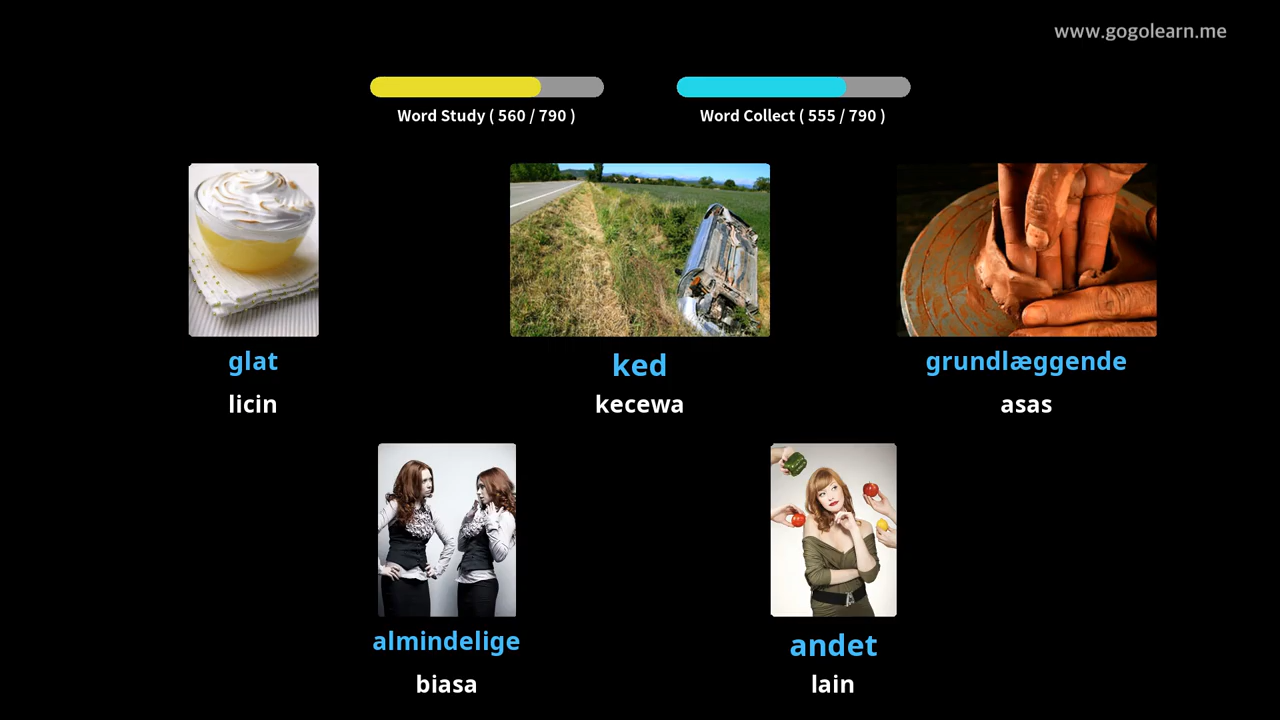 www.gogolearn.me
Word Study ( 560 / 790 )
Word Collect ( 555 / 790 )
glat
licin
ked
kecewa
grundlæggende
asas
almindelige
biasa
andet
lain